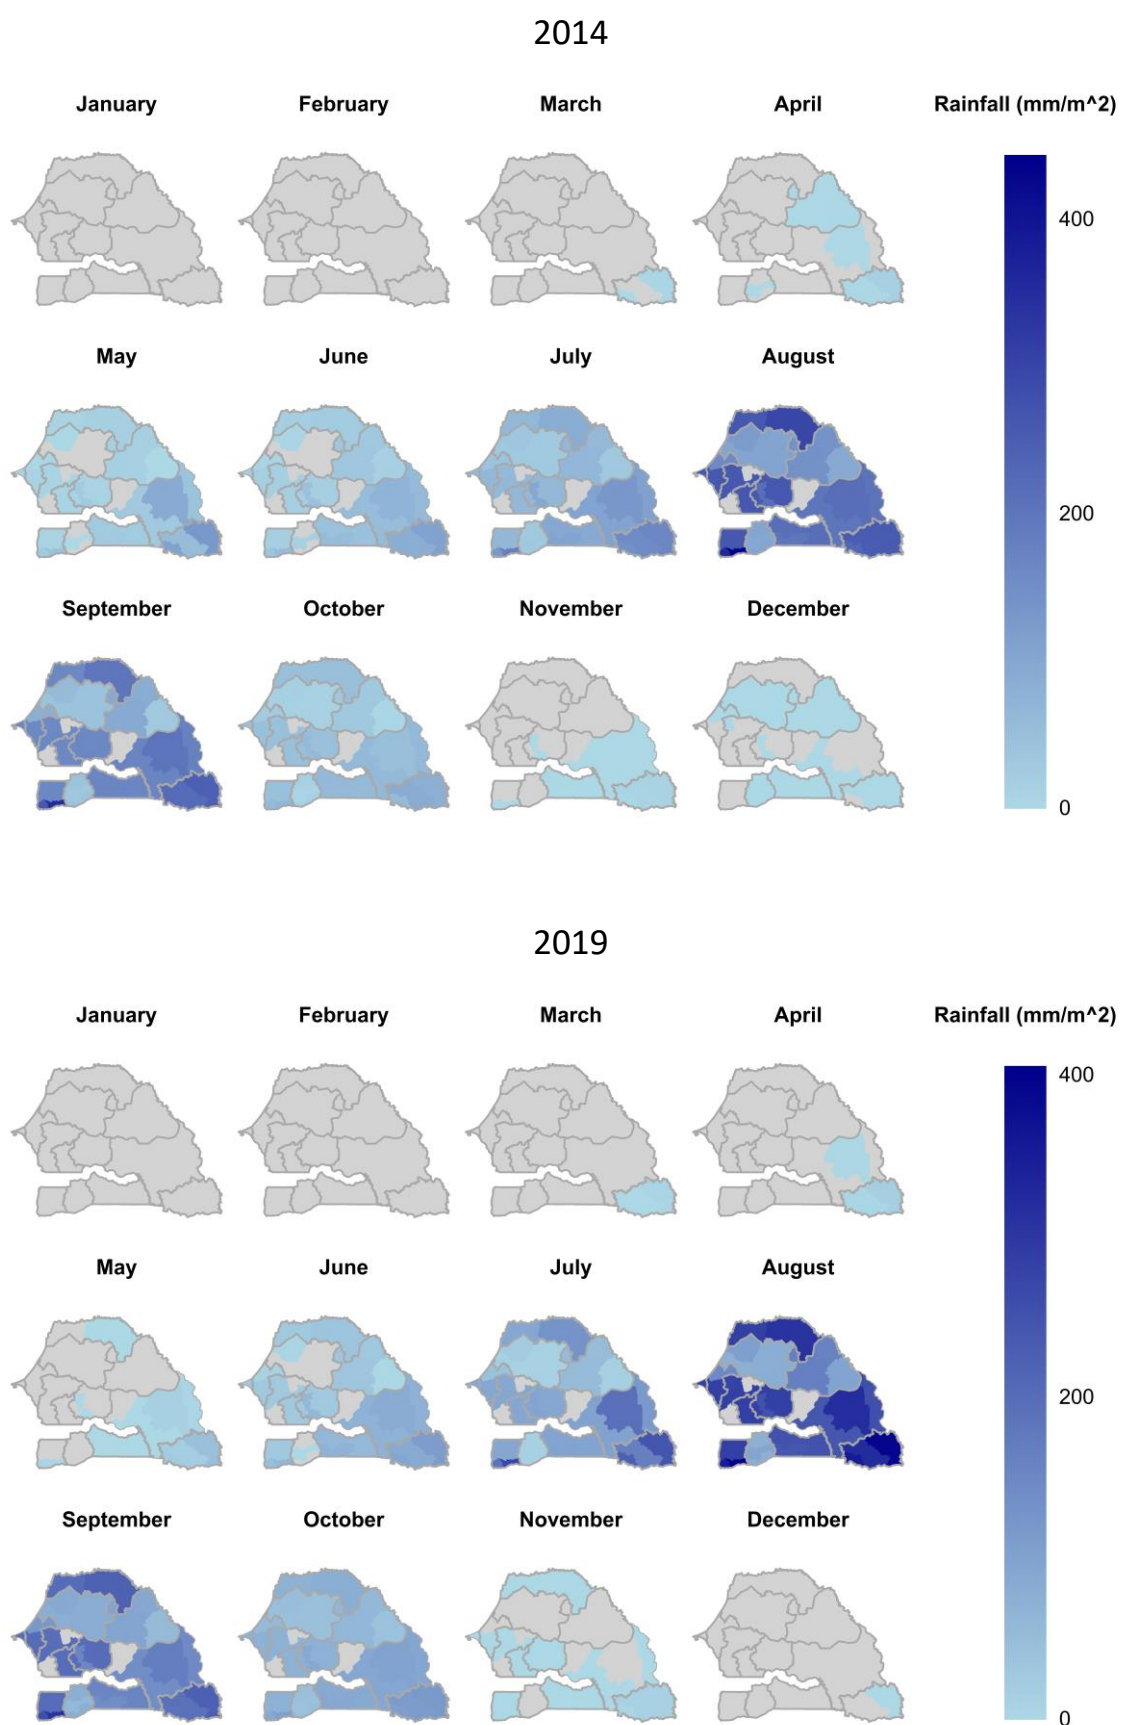 2014
January February March April Rainfall (mm/m^2)
400
May June July August
200
September October November December
0
2019
January February March April Rainfall (mm/m^2)
400
May June July August
200
September October November December
0